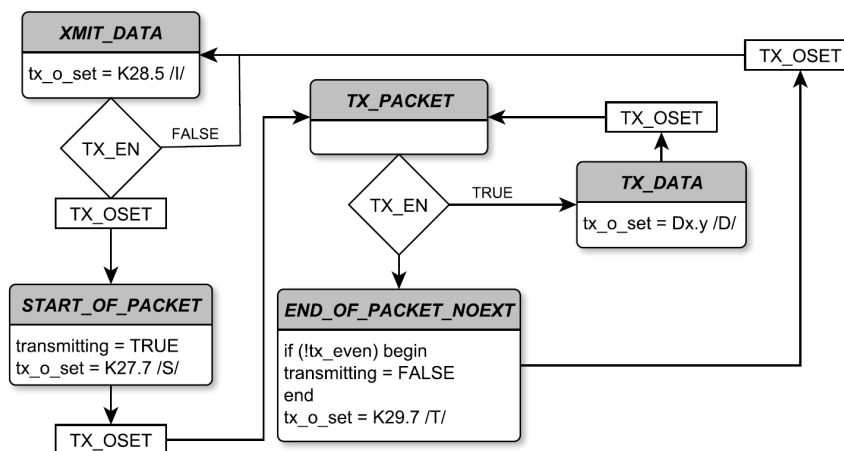 XMIT_DATA
tx_o_set = K28.5 /I/
TX_EN
FALSE
TX_OSET
START_OF_PACKET
transmitting = TRUE
tx_o_set = K27.7 /S/
TX_OSET
TX_PACKET
TX_EN
TRUE
TX_OSET
TX_DATA
tx_o_set = Dx.y /D/
END_OF_PACKET_NOEXT
if (!tx_even) begin
transmitting = FALSE
end
tx_o_set = K29.7 /T/
TX_OSET